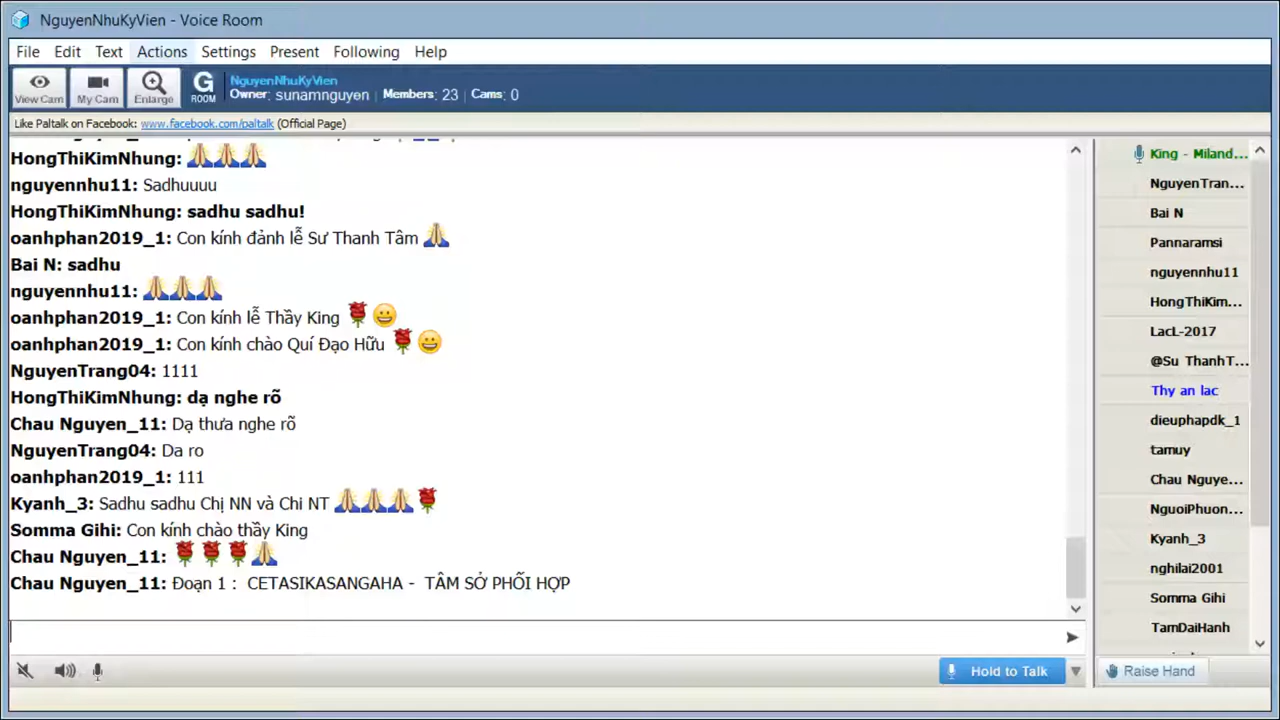 NguyenNhuKyVien - Voice Room
File Edit Text Actions Settings Present Following Help
View Cam My Cam Enlarge G ROOM
NguyenNhuKyVien
Owner: sunamnguyen | Members: 23 | Cams: 0
Like Paltalk on Facebook: www.facebook.com/paltalk (Official Page)
HongThiKimNhung: 🙏🙏🙏
nguyennhu11: Sadhuuuu
HongThiKimNhung: sadhu sadhu!
oanhphan2019_1: Con kính đảnh lễ Sư Thanh Tâm 🙏
Bai N: sadhu
nguyennhu11: 🙏🙏🙏
oanhphan2019_1: Con kính lễ Thầy King 🌹😀
oanhphan2019_1: Con kính chào Quí Đạo Hữu 🌹😀
NguyenTrang04: 1111
HongThiKimNhung: dạ nghe rõ
Chau Nguyen_11: Dạ thưa nghe rõ
NguyenTrang04: Da ro
oanhphan2019_1: 111
Kyanh_3: Sadhu sadhu Chị NN và Chi NT 🙏🙏🙏🌹
Somma Gihi: Con kính chào thầy King
Chau Nguyen_11: 🌹🌹🌹🙏
Chau Nguyen_11: Đoạn 1 : CETASIKASANGAHA - TÂM SỞ PHỐI HỢP
King - Miland...
NguyenTran...
Bai N
Pannaramsi
nguyennhu11
HongThiKim...
LacL-2017
@Su ThanhT...
Thy an lac
dieuphapdk_1
tamuy
Chau Nguye...
NguoiPhuon...
Kyanh_3
nghilai2001
Somma Gihi
TamDaiHanh
Hold to Talk
Raise Hand